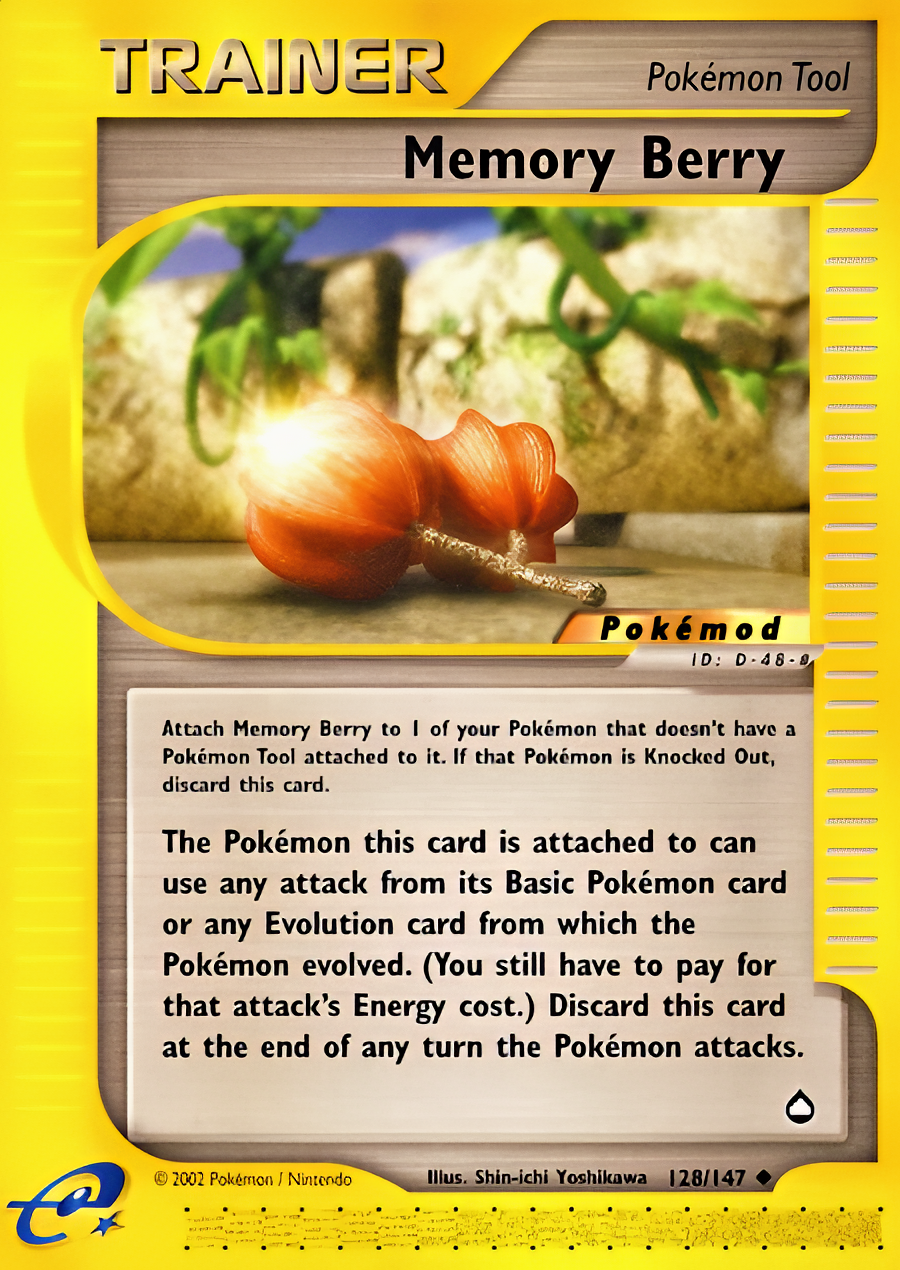 TRAINER
Pokémon Tool
Memory Berry
Pokémod
ID: D-48-#
Attach Memory Berry to 1 of your Pokémon that doesn't have a
Pokémon Tool attached to it. If that Pokémon is Knocked Out,
discard this card.
The Pokémon this card is attached to can
use any attack from its Basic Pokémon card
or any Evolution card from which the
Pokémon evolved. (You still have to pay for
that attack's Energy cost.) Discard this card
at the end of any turn the Pokémon attacks.
© 2002 Pokémon / Nintendo
Illus. Shin-ichi Yoshikawa 128/147